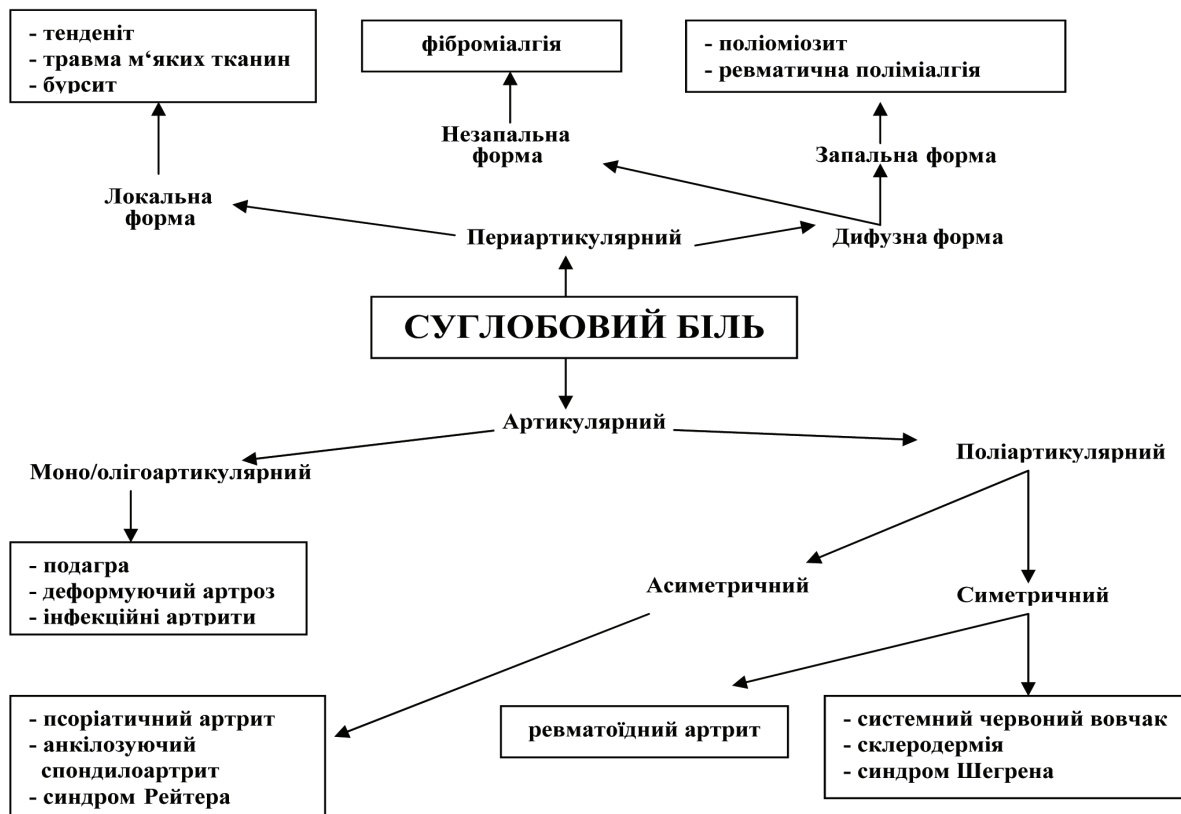 - тенденіт
- травма м‘яких тканин
- бурсит
фіброміалгія
- поліоміозит
- ревматична поліміалгія
Незапальна
форма
Запальна форма
Локальна
форма
Периартикулярний
Дифузна форма
СУГЛОБОВИЙ БІЛЬ
Артикулярний
Моно/олігоартикулярний
Поліартикулярний
- подагра
- деформуючий артроз
- інфекційні артрити
Асиметричний
Симетричний
- псоріатичний артрит
- анкілозуючий
спондилоартрит
- синдром Рейтера
ревматоїдний артрит
- системний червоний вовчак
- склеродермія
- синдром Шегрена